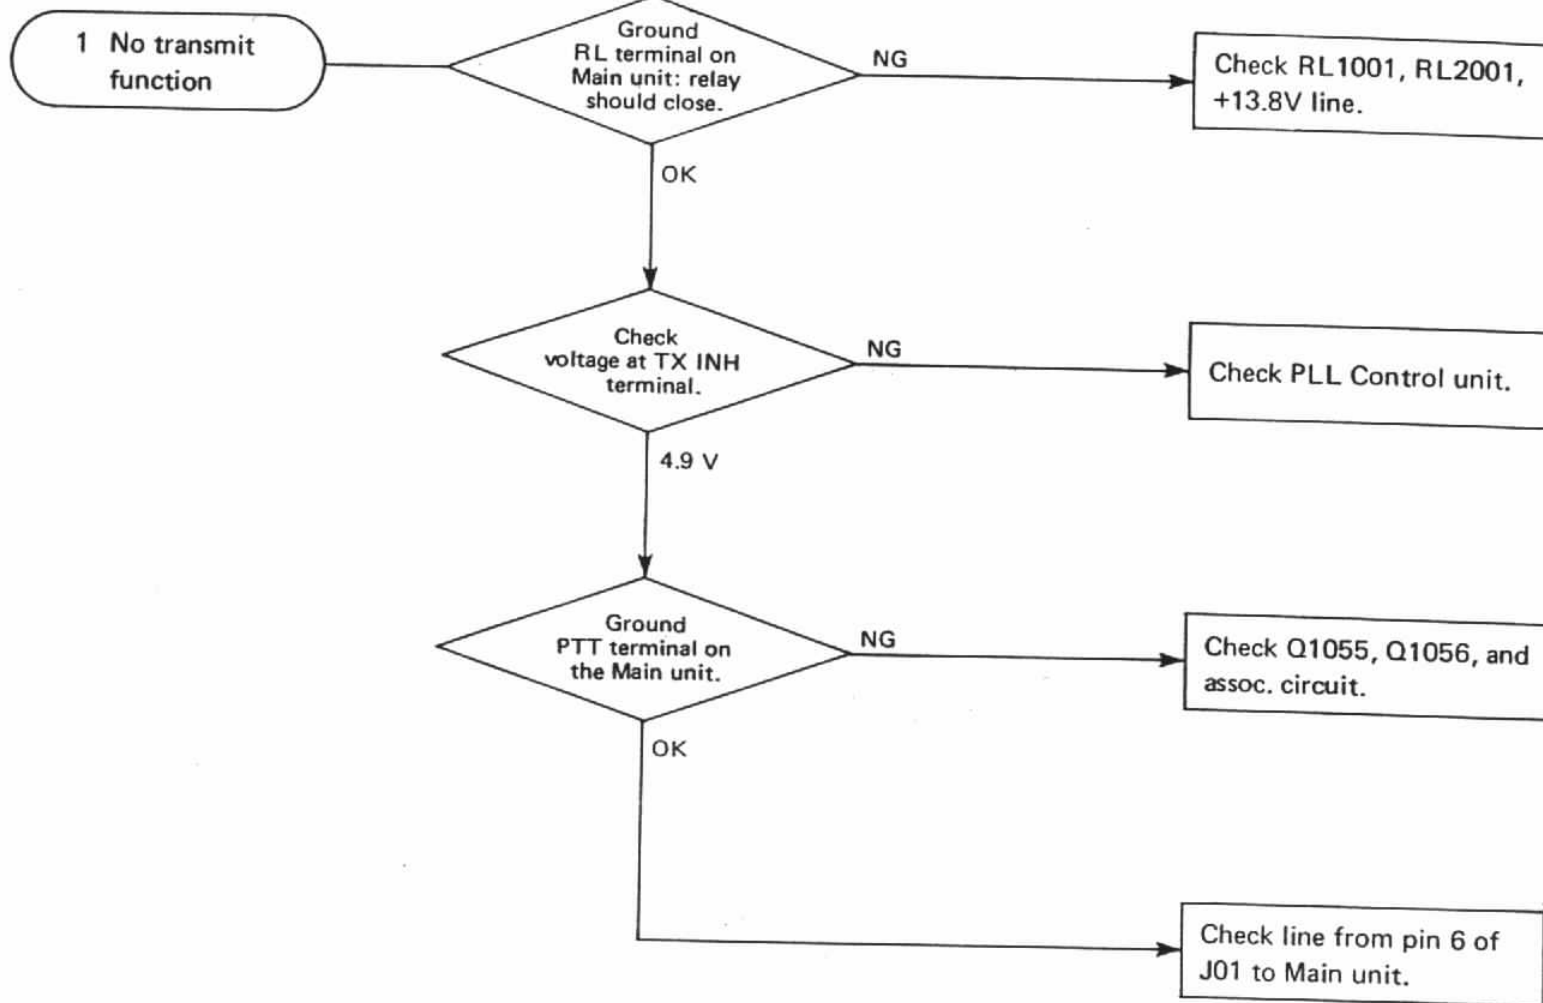 1 No transmit
function
Ground
RL terminal on
Main unit: relay
should close.
NG
Check RL1001, RL2001,
+13.8V line.
OK
Check
voltage at TX INH
terminal.
NG
Check PLL Control unit.
4.9 V
Ground
PTT terminal on
the Main unit.
NG
Check Q1055, Q1056, and
assoc. circuit.
OK
Check line from pin 6 of
J01 to Main unit.